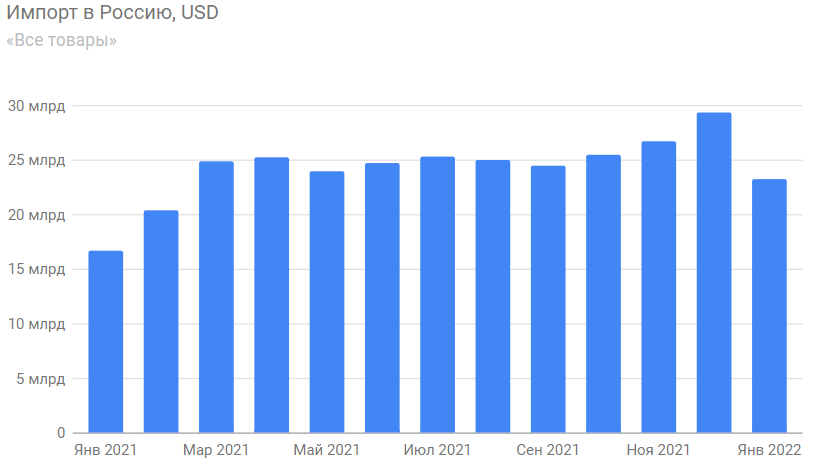 Импорт в Россию, USD
«Все товары»
30 млрд
25 млрд
20 млрд
15 млрд
10 млрд
5 млрд
0
Янв 2021 Мар 2021 Май 2021 Июл 2021 Сен 2021 Ноя 2021 Янв 2022